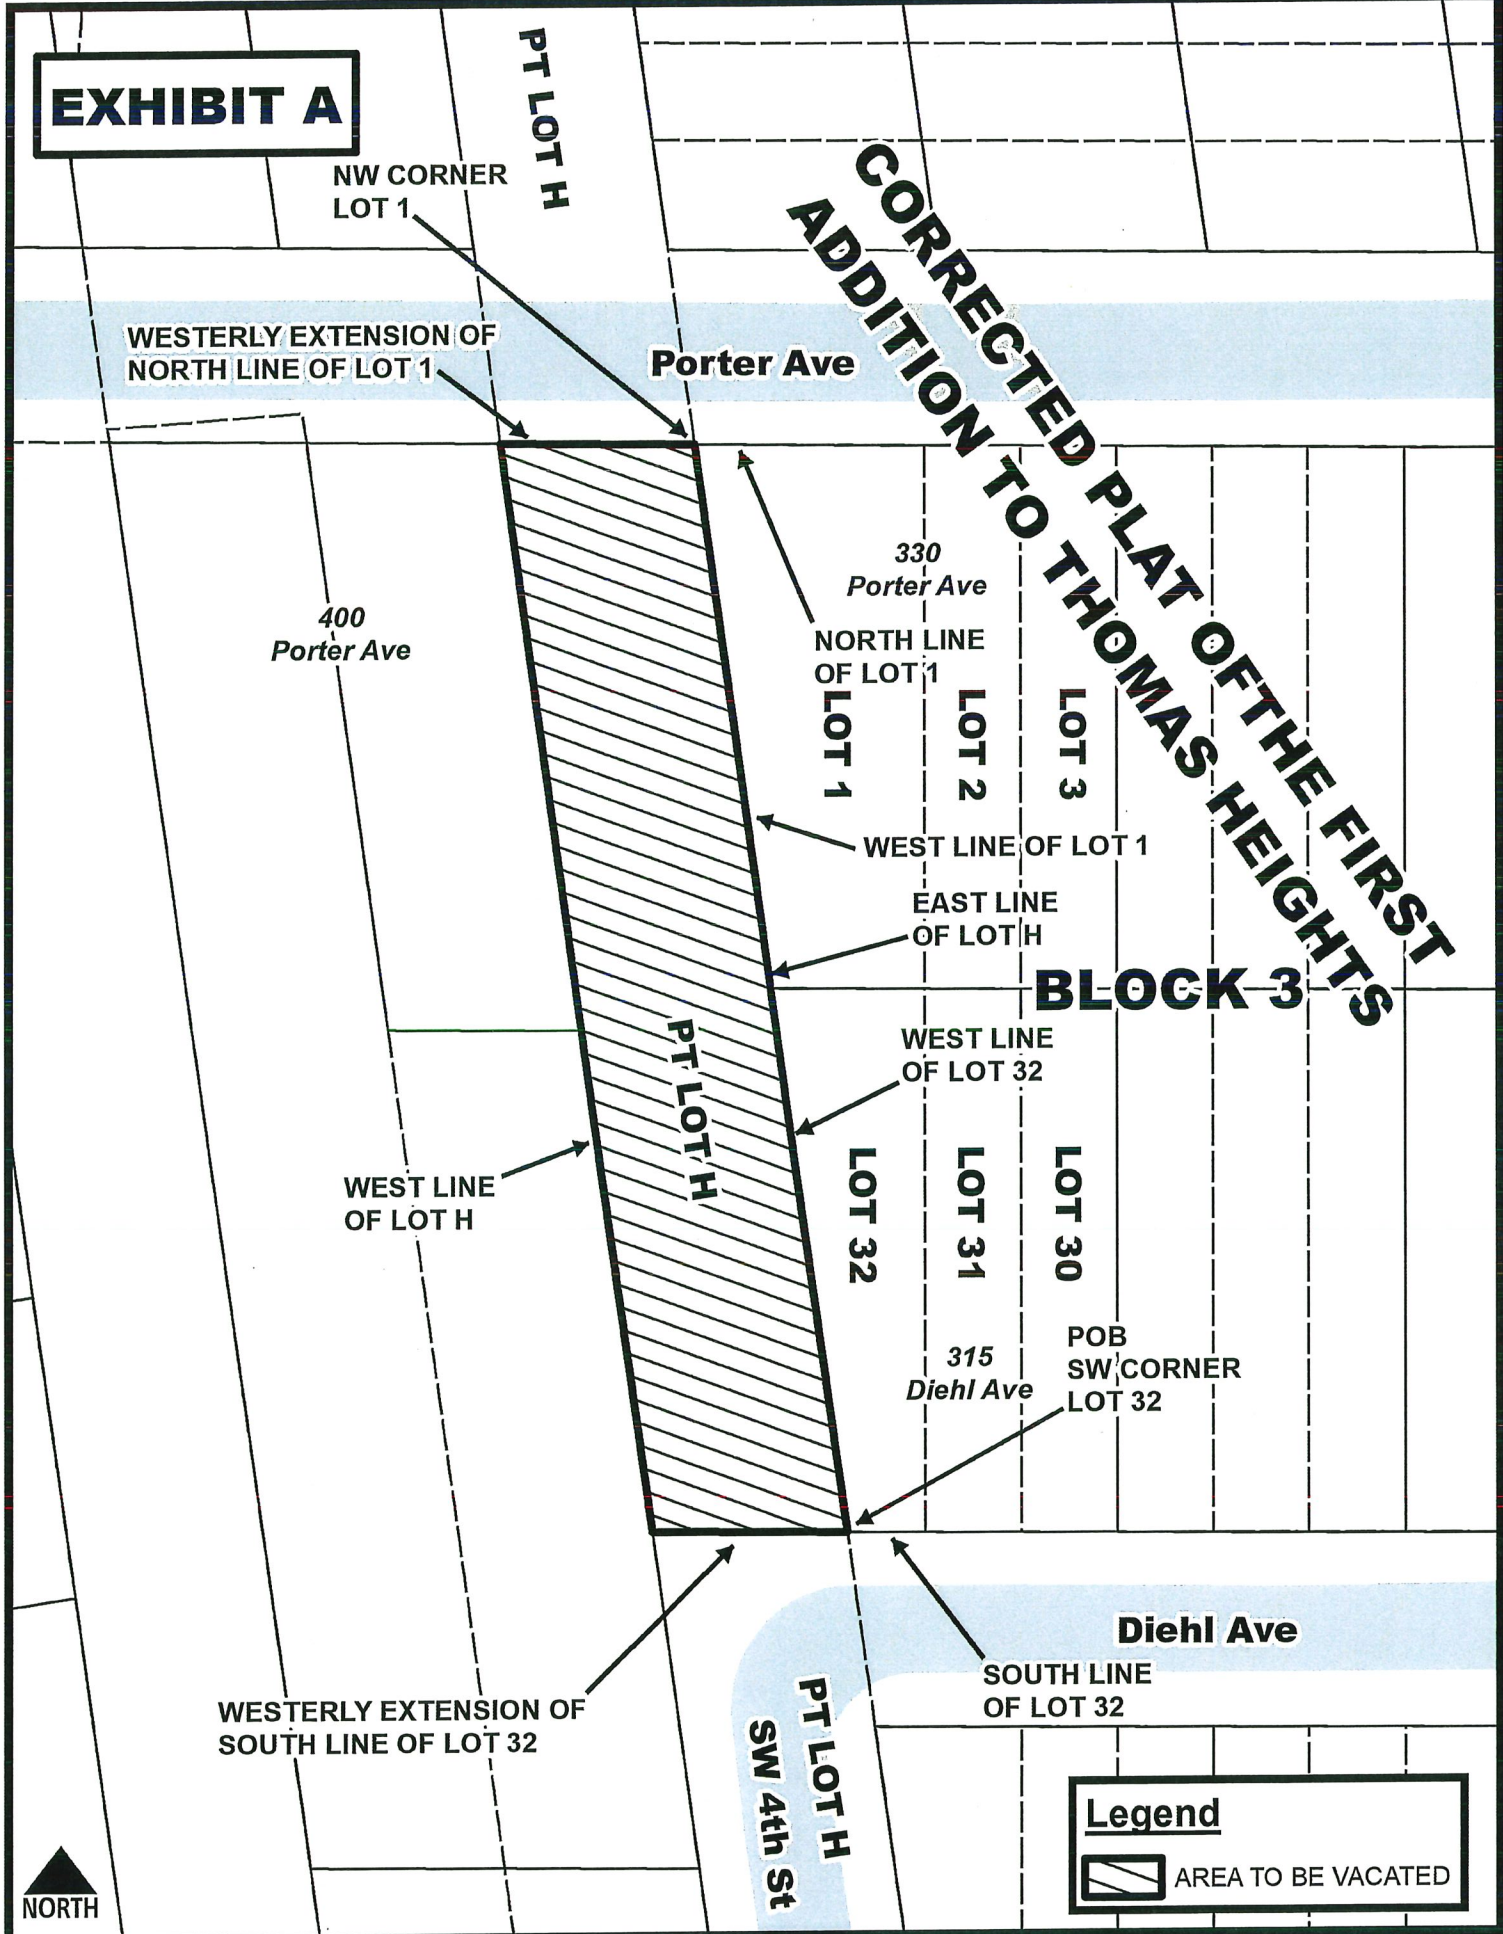 EXHIBIT A
PT LOT H
NW CORNER
LOT 1
CORRECTED PLAT OFTHE FIRST
ADDITION TO THOMAS HEIGHTS
WESTERLY EXTENSION OF
NORTH LINE OF LOT 1
Porter Ave
330
Porter Ave
400
Porter Ave
NORTH LINE
OF LOT 1
LOT 1
LOT 2
LOT 3
WEST LINE OF LOT 1
EAST LINE
OF LOT H
BLOCK 3
PT LOT H
WEST LINE
OF LOT 32
WEST LINE
OF LOT H
LOT 32
LOT 31
LOT 30
POB
SW CORNER
LOT 32
315
Diehl Ave
Diehl Ave
SOUTH LINE
OF LOT 32
WESTERLY EXTENSION OF
SOUTH LINE OF LOT 32
PT LOT H
SW 4th St
Legend
AREA TO BE VACATED
NORTH